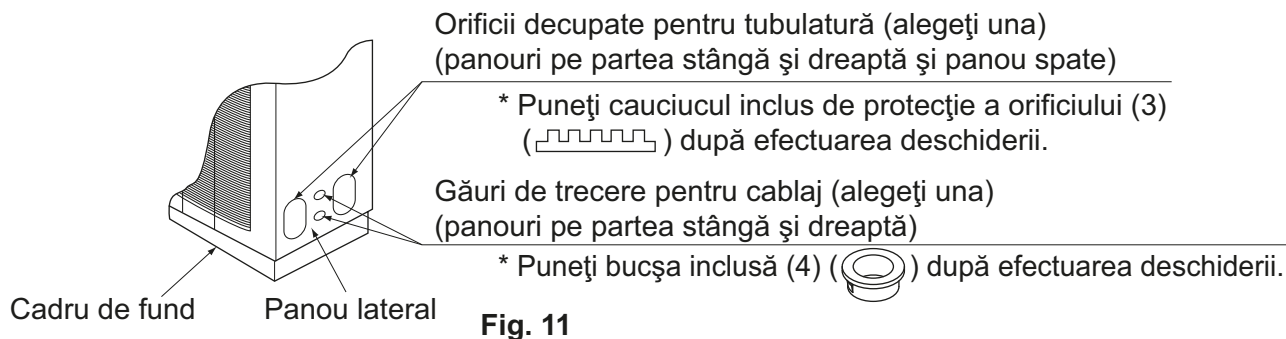 Orificii decupate pentru tubulatură (alegeţi una)
(panouri pe partea stângă şi dreaptă şi panou spate)
* Puneţi cauciucul inclus de protecţie a orificiului (3)
( ) după efectuarea deschiderii.
Găuri de trecere pentru cablaj (alegeţi una)
(panouri pe partea stângă şi dreaptă)
* Puneţi bucşa inclusă (4) ( ) după efectuarea deschiderii.
Cadru de fund Panou lateral
Fig. 11